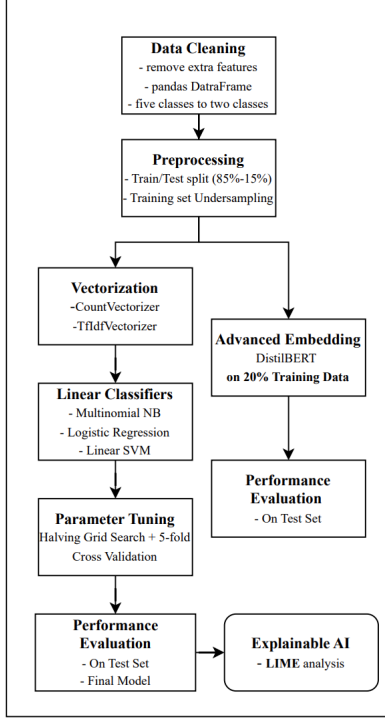 Data Cleaning
- remove extra features
- pandas DatraFrame
- five classes to two classes
Preprocessing
- Train/Test split (85%-15%)
- Training set Undersampling
Vectorization
-CountVectorizer
-TfIdfVectorizer
Advanced Embedding
DistilBERT
on 20% Training Data
Linear Classifiers
- Multinomial NB
- Logistic Regression
- Linear SVM
Performance
Evaluation
- On Test Set
Parameter Tuning
Halving Grid Search + 5-fold
Cross Validation
Performance
Evaluation
- On Test Set
- Final Model
Explainable AI
- LIME analysis